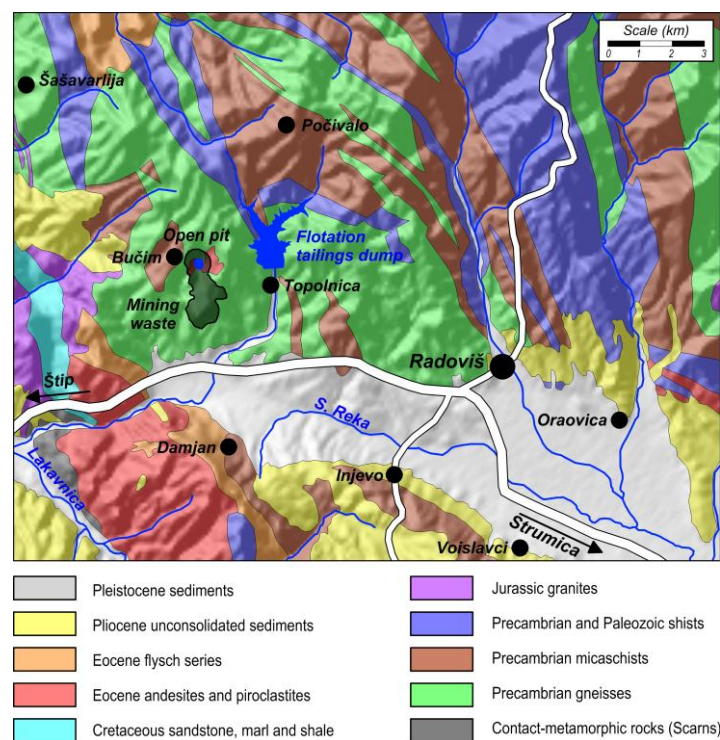 Scale (km)
0 1 2 3
Šašavarlija
Počivalo
Open pit
Bučim
Flotation
tailings dump
Topolnica
Mining
waste
Radoviš
Štip
S. Reka
Oraovica
Damjan
Lakavnica
Injevo
Strumica
Voislavci
Pleistocene sediments
Pliocene unconsolidated sediments
Eocene flysch series
Eocene andesites and piroclastites
Cretaceous sandstone, marl and shale
Jurassic granites
Precambrian and Paleozoic shists
Precambrian micaschists
Precambrian gneisses
Contact-metamorphic rocks (Scarns)